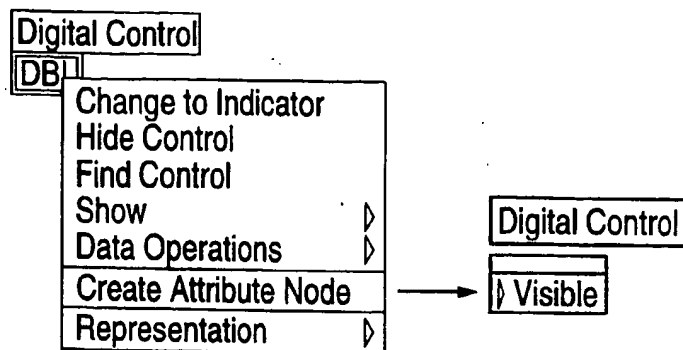 Digital Control
DBL
Change to Indicator
Hide Control
Find Control
Show
Data Operations
Create Attribute Node
Representation
Digital Control
Visible